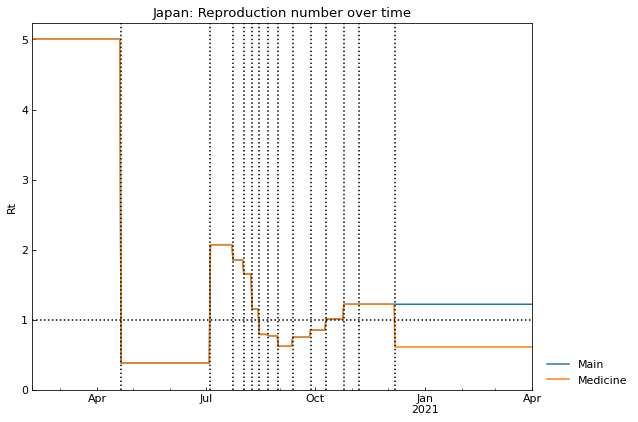 Japan: Reproduction number over time
5
4
3
2
1
0
Rt
Apr
Jul
Oct
Jan
2021
Apr
Main
Medicine